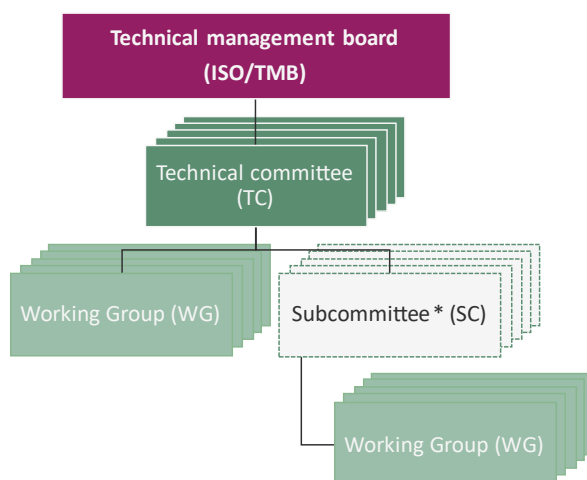 Technical management board
(ISO/TMB)
Technical committee
(TC)
Working Group (WG)
Subcommittee * (SC)
Working Group (WG)